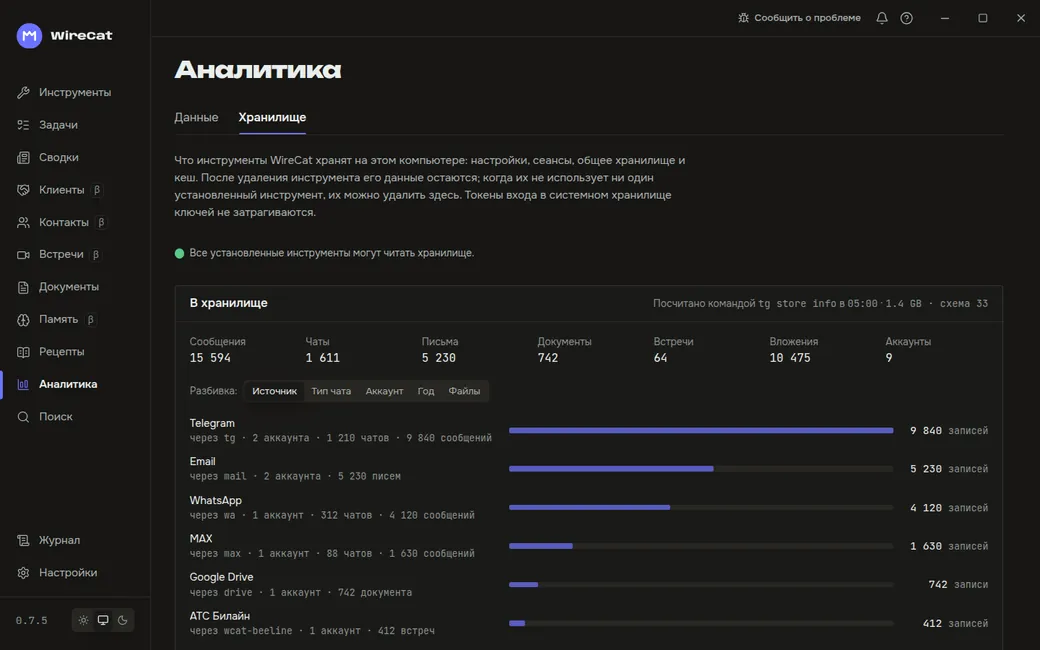 WireCat
Сообщить о проблеме
Инструменты
Задачи
Сводки
Клиенты β
Контакты β
Встречи β
Документы
Память β
Рецепты
Аналитика
Поиск
Журнал
Настройки
0.7.5
Аналитика
Данные
Хранилище
Что инструменты WireCat хранят на этом компьютере: настройки, сеансы, общее хранилище и
кеш. После удаления инструмента его данные остаются; когда их не использует ни один
установленный инструмент, их можно удалить здесь. Токены входа в системном хранилище
ключей не затрагиваются.
Все установленные инструменты могут читать хранилище.
В хранилище
Посчитано командой tg store info в 05:00 · 1.4 GB · схема 33
Сообщения
15 594
Чаты
1 611
Письма
5 230
Документы
742
Встречи
64
Вложения
10 475
Аккаунты
9
Разбивка: Источник Тип чата Аккаунт Год Файлы
Telegram
через tg · 2 аккаунта · 1 210 чатов · 9 840 сообщений
9 840 записей
Email
через mail · 2 аккаунта · 5 230 писем
5 230 записей
WhatsApp
через wa · 1 аккаунт · 312 чатов · 4 120 сообщений
4 120 записей
MAX
через max · 1 аккаунт · 88 чатов · 1 630 сообщений
1 630 записей
Google Drive
через drive · 1 аккаунт · 742 документа
742 записи
АТС Билайн
через wcat-beeline · 1 аккаунт · 412 встреч
412 записей